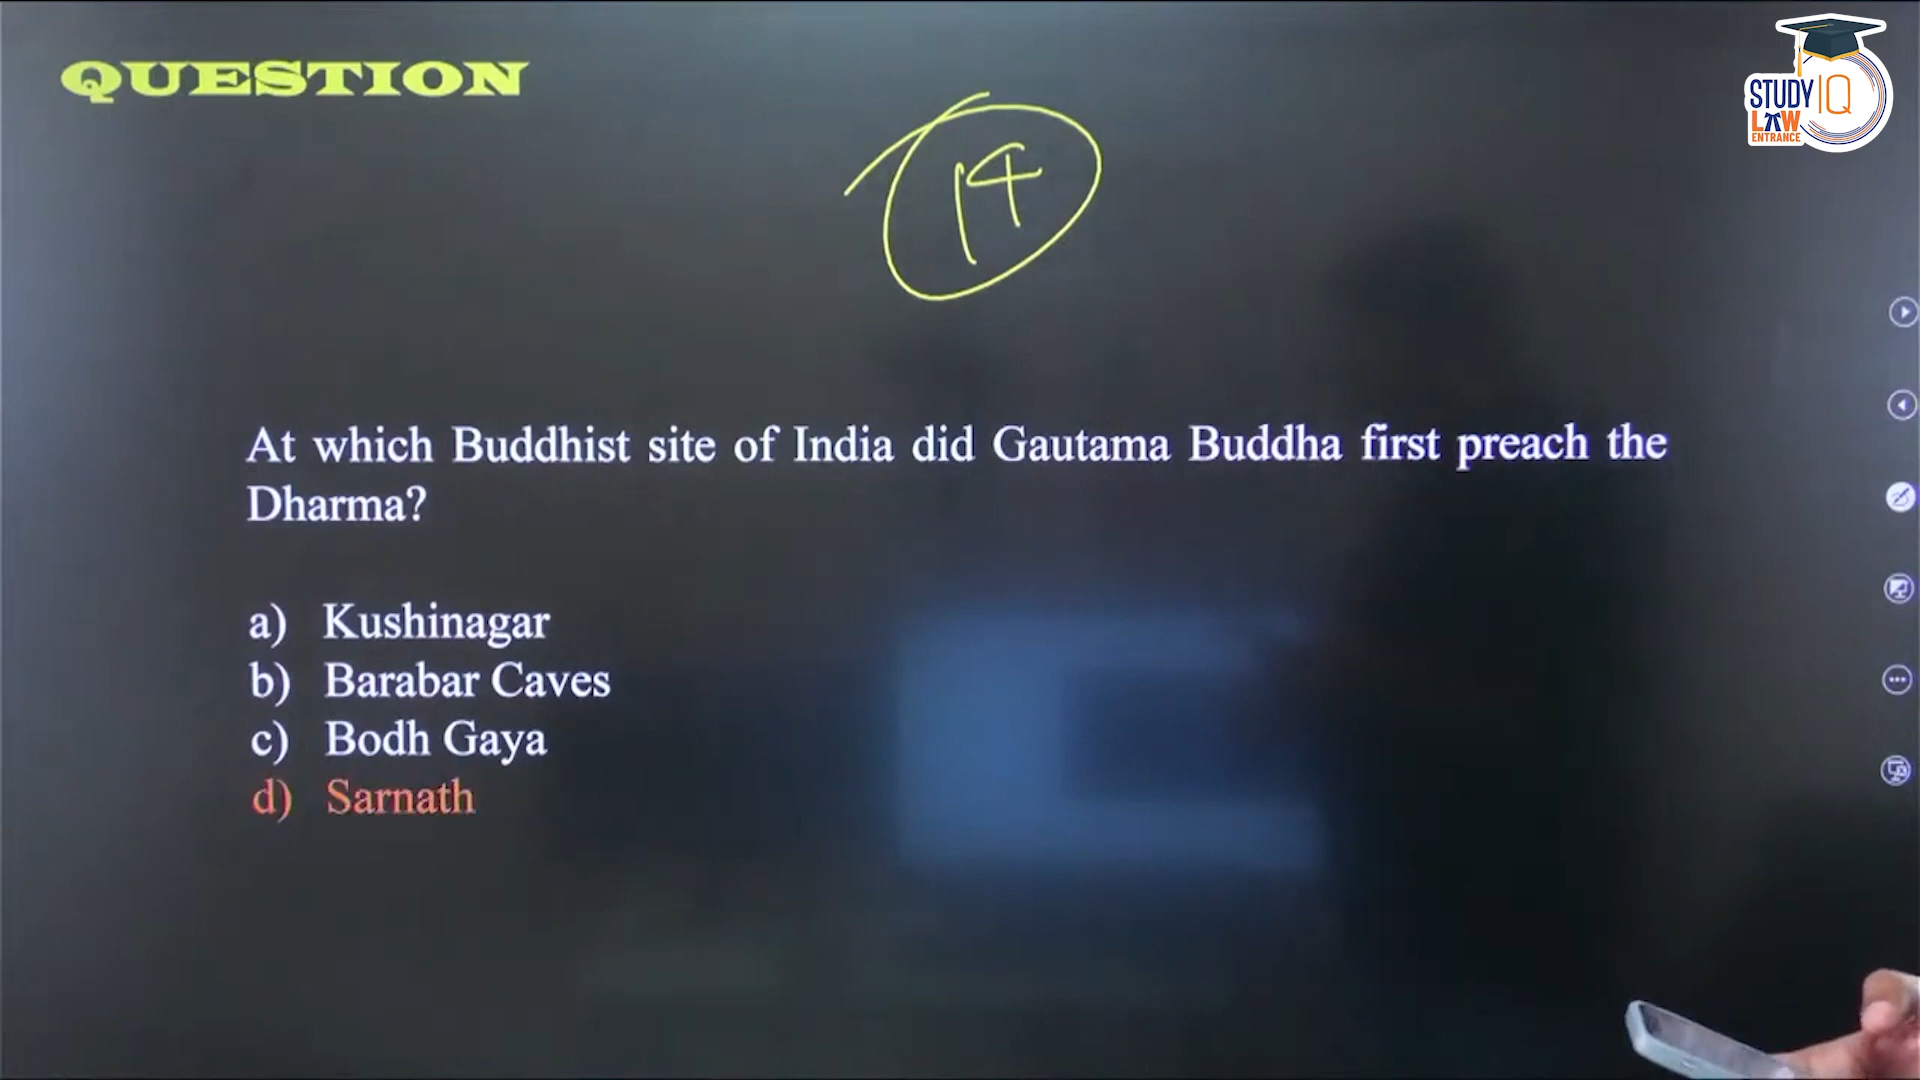 QUESTION
STUDY IQ
LAW
ENTRANCE
14
At which Buddhist site of India did Gautama Buddha first preach the
Dharma?
a) Kushinagar
b) Barabar Caves
c) Bodh Gaya
d) Sarnath